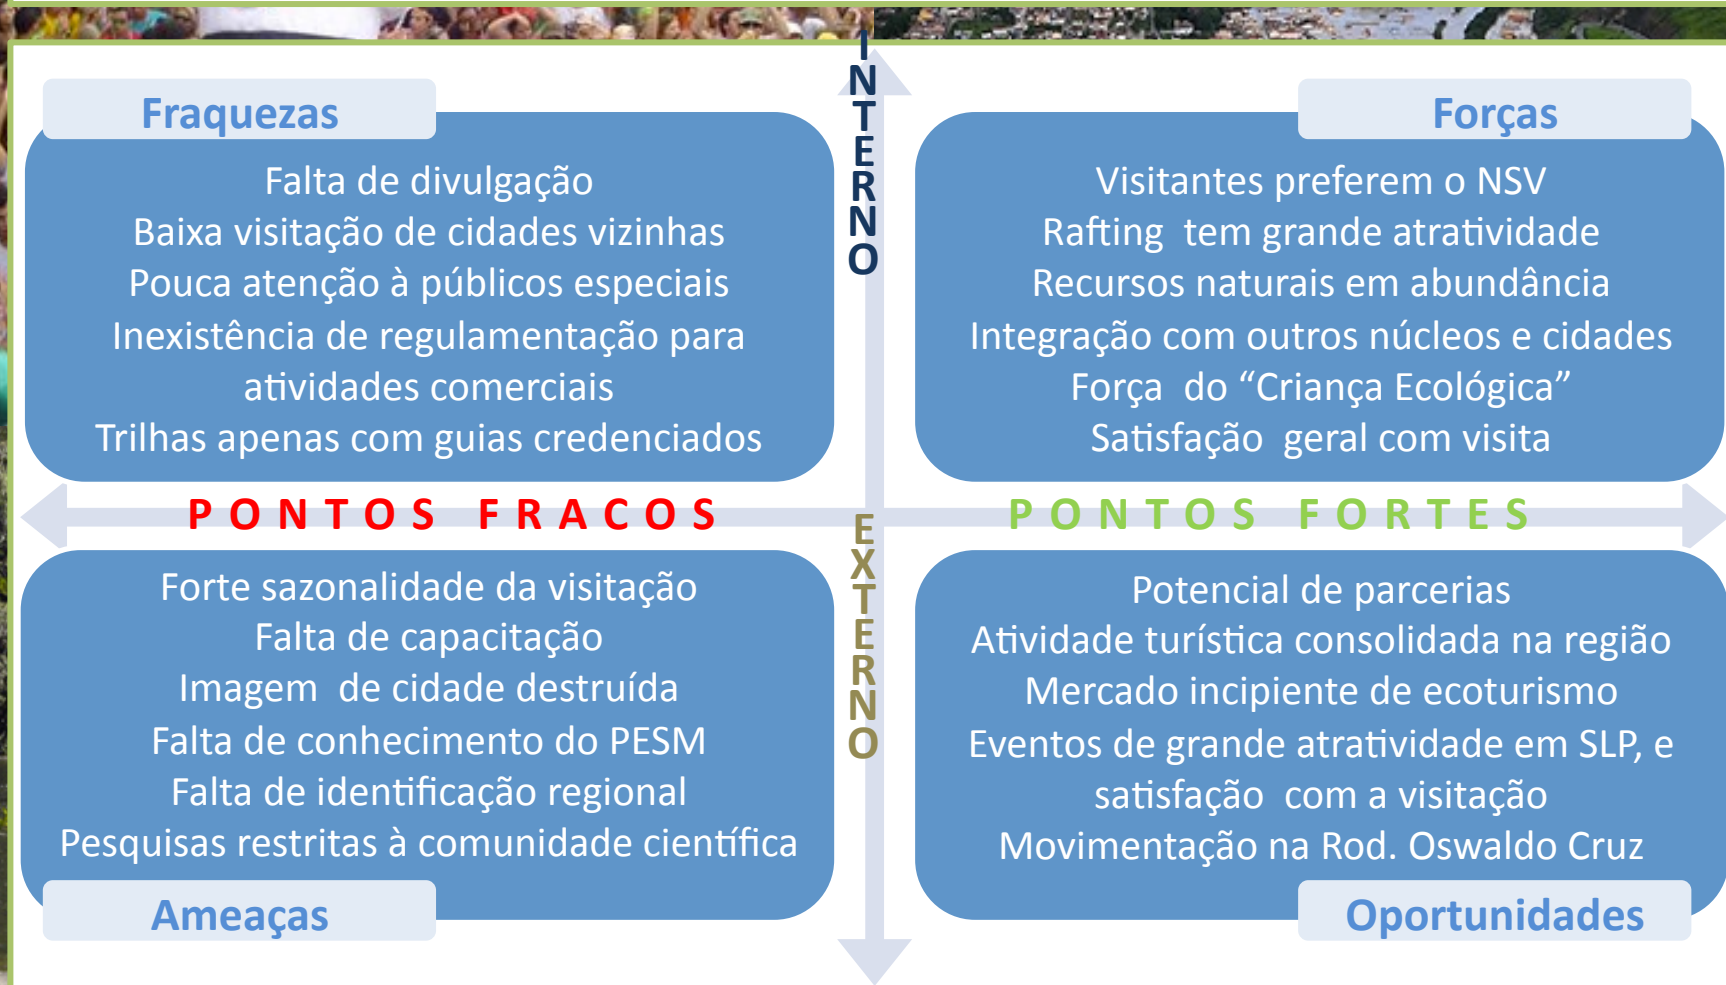 INTERNO
Fraquezas
Falta de divulgação
Baixa visitação de cidades vizinhas
Pouca atenção à públicos especiais
Inexistência de regulamentação para
atividades comerciais
Trilhas apenas com guias credenciados
Forças
Visitantes preferem o NSV
Rafting tem grande atratividade
Recursos naturais em abundância
Integração com outros núcleos e cidades
Força do “Criança Ecológica”
Satisfação geral com visita
PONTOS FRACOS
PONTOS FORTES
EXTERNO
Forte sazonalidade da visitação
Falta de capacitação
Imagem de cidade destruída
Falta de conhecimento do PESM
Falta de identificação regional
Pesquisas restritas à comunidade científica
Ameaças
Potencial de parcerias
Atividade turística consolidada na região
Mercado incipiente de ecoturismo
Eventos de grande atratividade em SLP, e
satisfação com a visitação
Movimentação na Rod. Oswaldo Cruz
Oportunidades